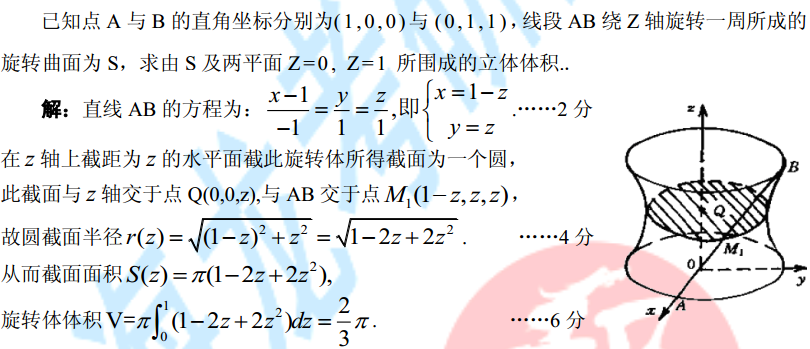 已知点 A 与 B 的直角坐标分别为(1,0,0)与(0,1,1),线段 AB 绕 Z 轴旋转一周所成的
旋转曲面为 S，求由 S 及两平面 Z=0，Z=1 所围成的立体体积..
解：直线 AB 的方程为：$\frac{x-1}{-1}=\frac{y}{1}=\frac{z}{1}$,即$\begin{cases}x=1-z\\y=z\end{cases}$.……2 分
在 z 轴上截距为 z 的水平面截此旋转体所得截面为一个圆，
此截面与 z 轴交于点 Q(0,0,z),与 AB 交于点 $M_1(1-z,z,z)$，
故圆截面半径 $r(z)=\sqrt{(1-z)^2+z^2}=\sqrt{1-2z+2z^2}$. ……4 分
从而截面面积 $S(z)=\pi(1-2z+2z^2)$,
旋转体体积 V=$\pi\int_0^1(1-2z+2z^2)dz=\frac{2}{3}\pi$. ……6 分
z
B
Q
M₁
0
y
x
A